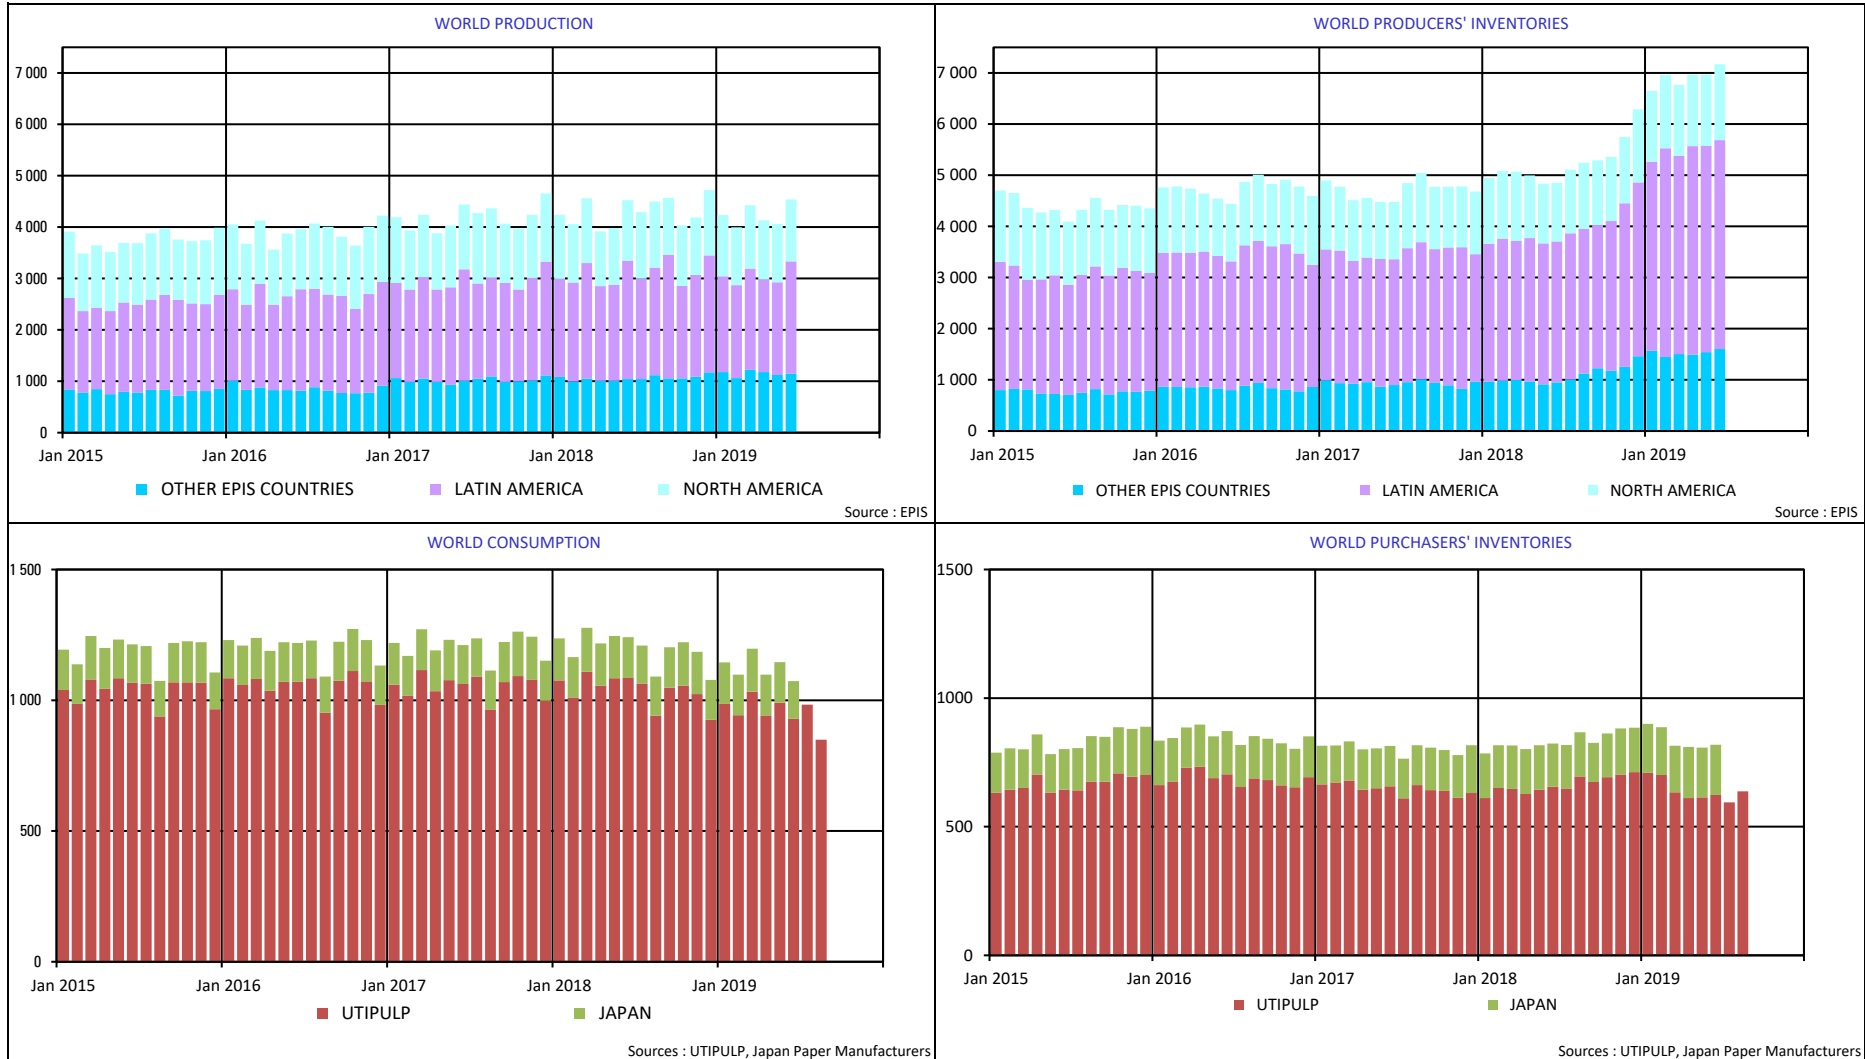 WORLD PRODUCTION
7 000
6 000
5 000
4 000
3 000
2 000
1 000
0
Jan 2015 Jan 2016 Jan 2017 Jan 2018 Jan 2019
OTHER EPIS COUNTRIES LATIN AMERICA NORTH AMERICA
Source : EPIS
WORLD PRODUCERS' INVENTORIES
7 000
6 000
5 000
4 000
3 000
2 000
1 000
0
Jan 2015 Jan 2016 Jan 2017 Jan 2018 Jan 2019
OTHER EPIS COUNTRIES LATIN AMERICA NORTH AMERICA
Source : EPIS
WORLD CONSUMPTION
1 500
1 000
500
0
Jan 2015 Jan 2016 Jan 2017 Jan 2018 Jan 2019
UTIPULP JAPAN
Sources : UTIPULP, Japan Paper Manufacturers
WORLD PURCHASERS' INVENTORIES
1500
1000
500
0
Jan 2015 Jan 2016 Jan 2017 Jan 2018 Jan 2019
UTIPULP JAPAN
Sources : UTIPULP, Japan Paper Manufacturers